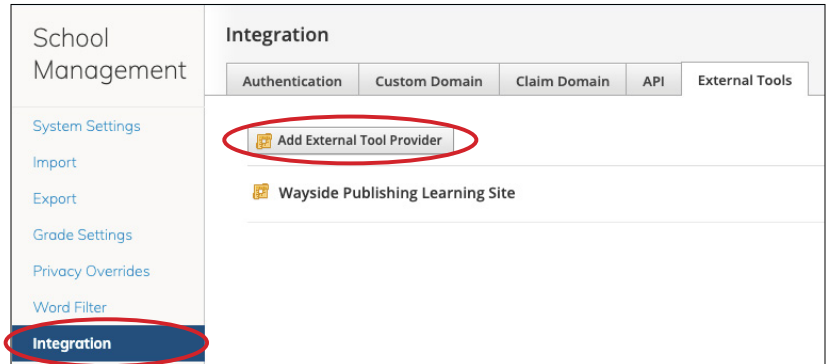 School
Management
System Settings
Import
Export
Grade Settings
Privacy Overrides
Word Filter
Integration
Integration
Authentication
Custom Domain
Claim Domain
API
External Tools
Add External Tool Provider
Wayside Publishing Learning Site